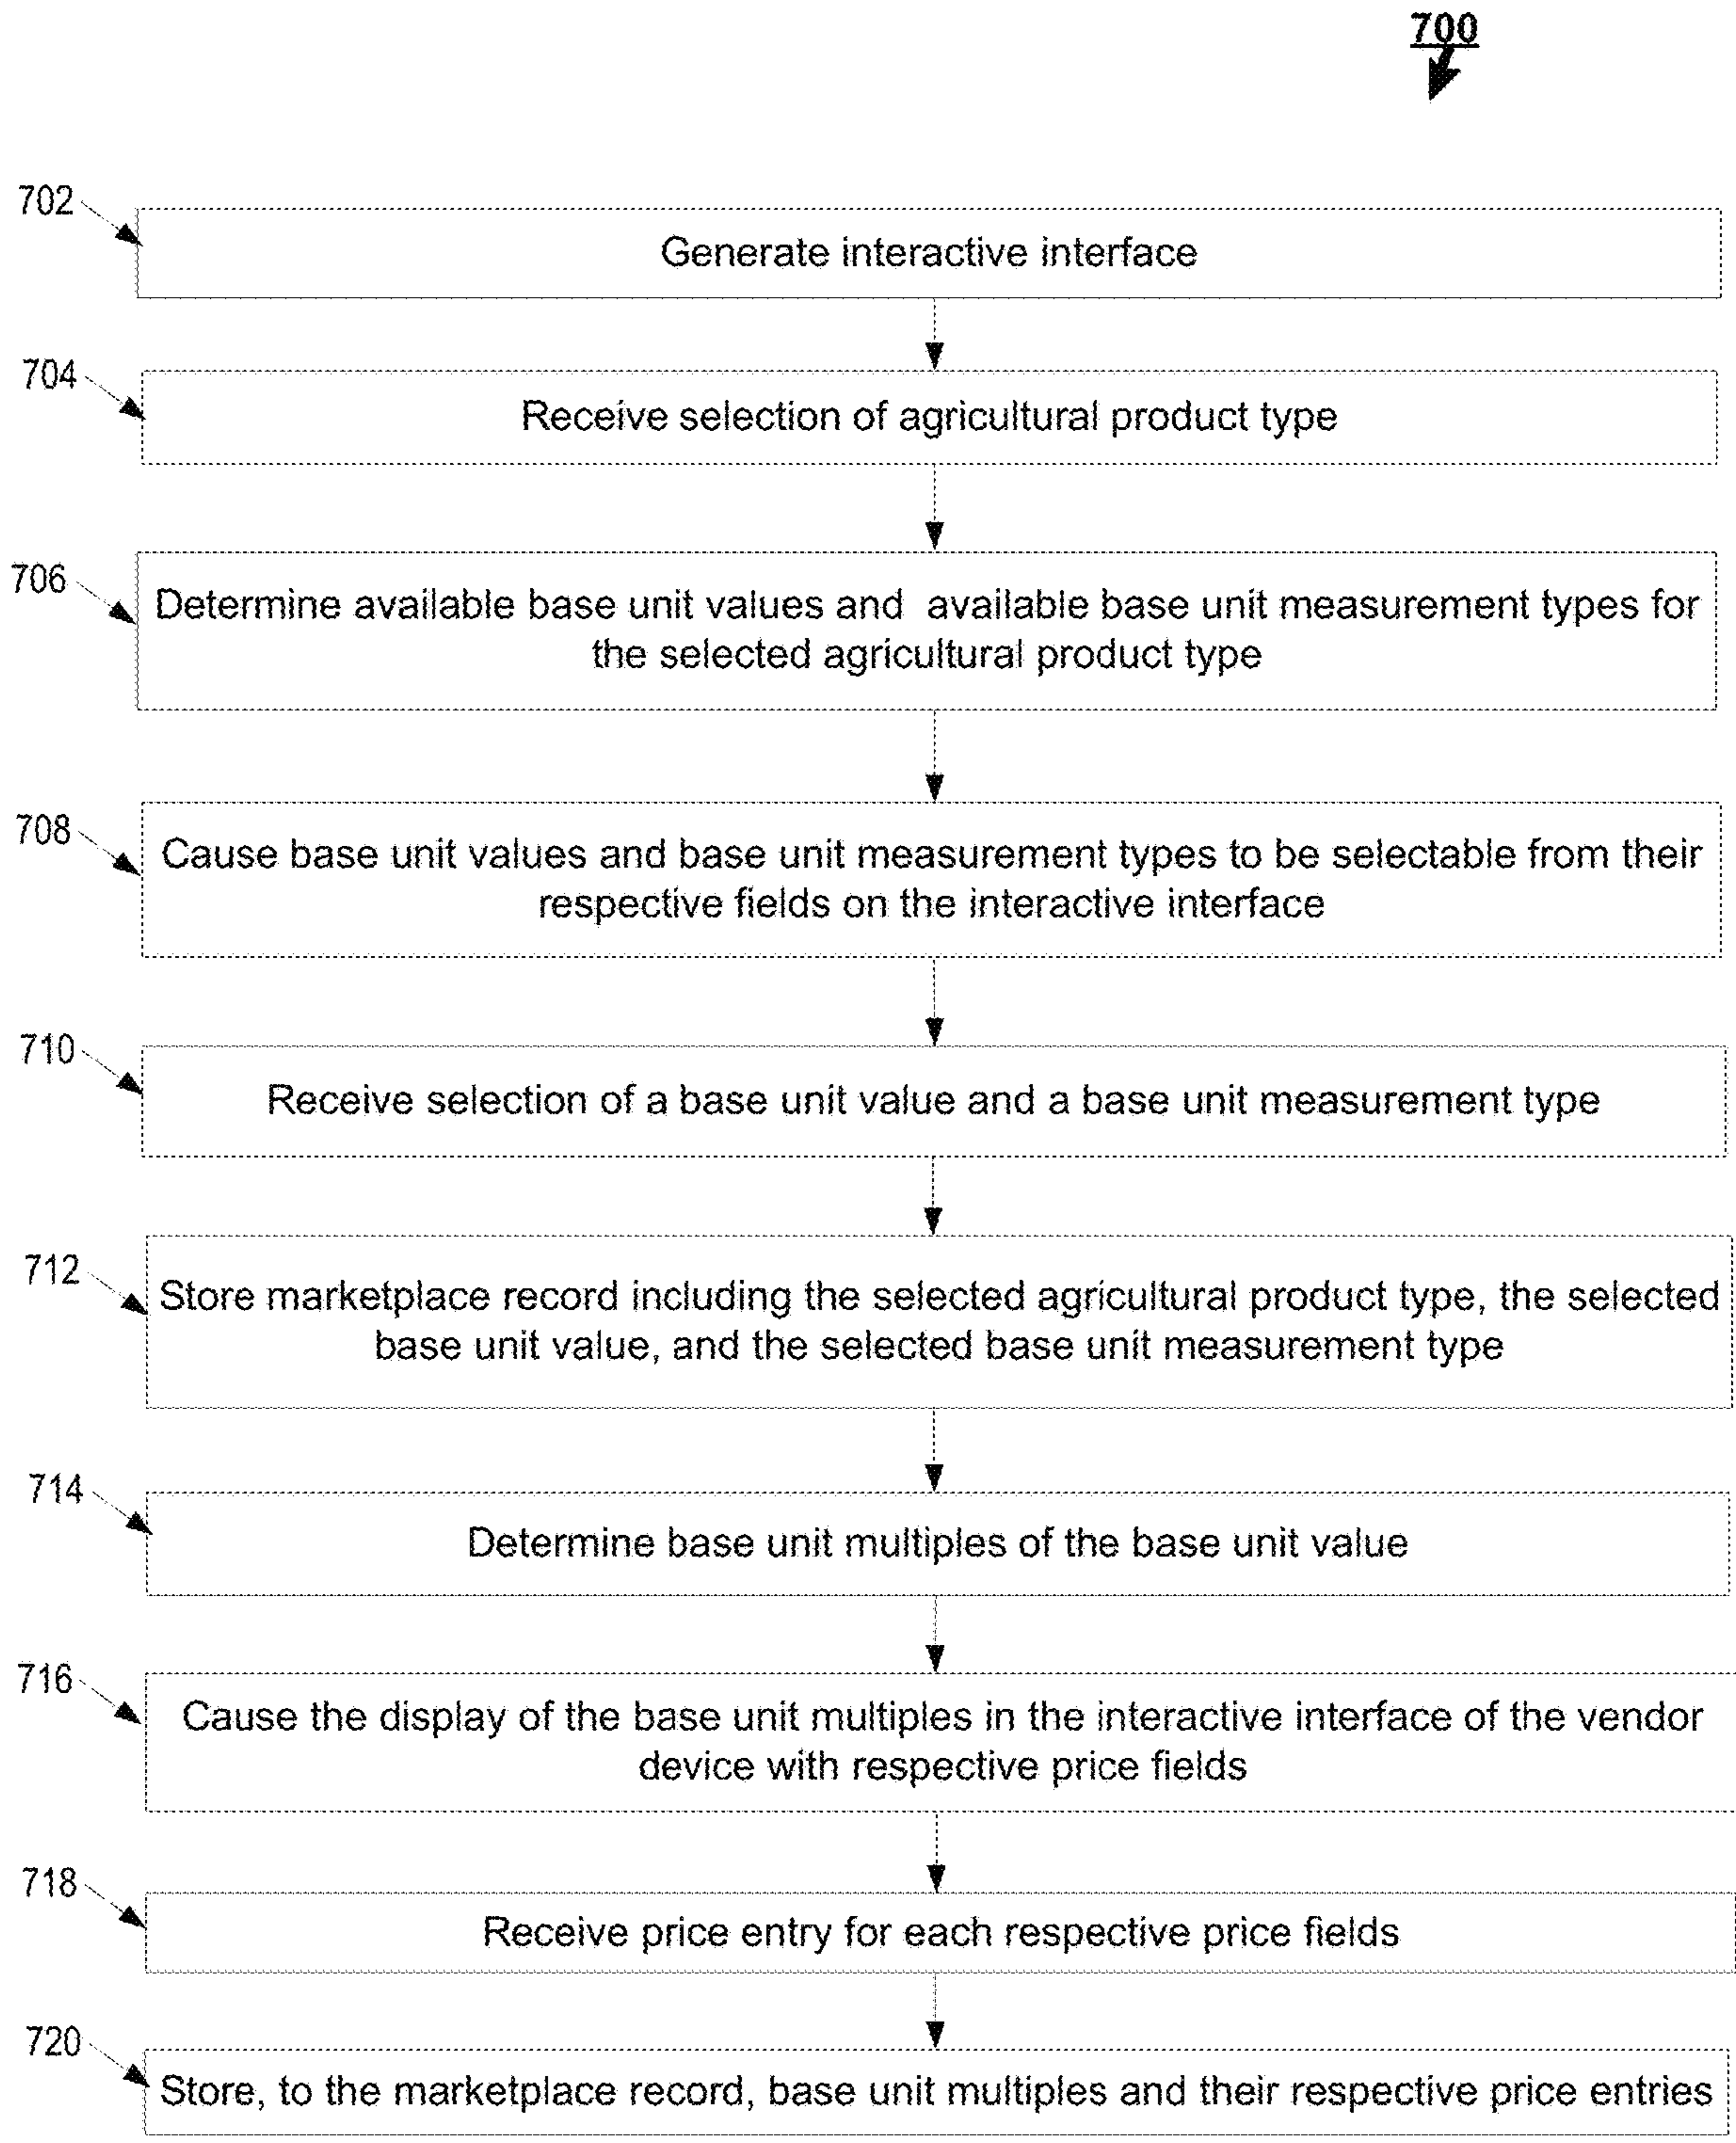 700
702
Generate interactive interface
704
Receive selection of agricultural product type
706
Determine available base unit values and available base unit measurement types for
the selected agricultural product type
708
Cause base unit values and base unit measurement types to be selectable from their
respective fields on the interactive interface
710
Receive selection of a base unit value and a base unit measurement type
712
Store marketplace record including the selected agricultural product type, the selected
base unit value, and the selected base unit measurement type
714
Determine base unit multiples of the base unit value
716
Cause the display of the base unit multiples in the interactive interface of the vendor
device with respective price fields
718
Receive price entry for each respective price fields
720
Store, to the marketplace record, base unit multiples and their respective price entries